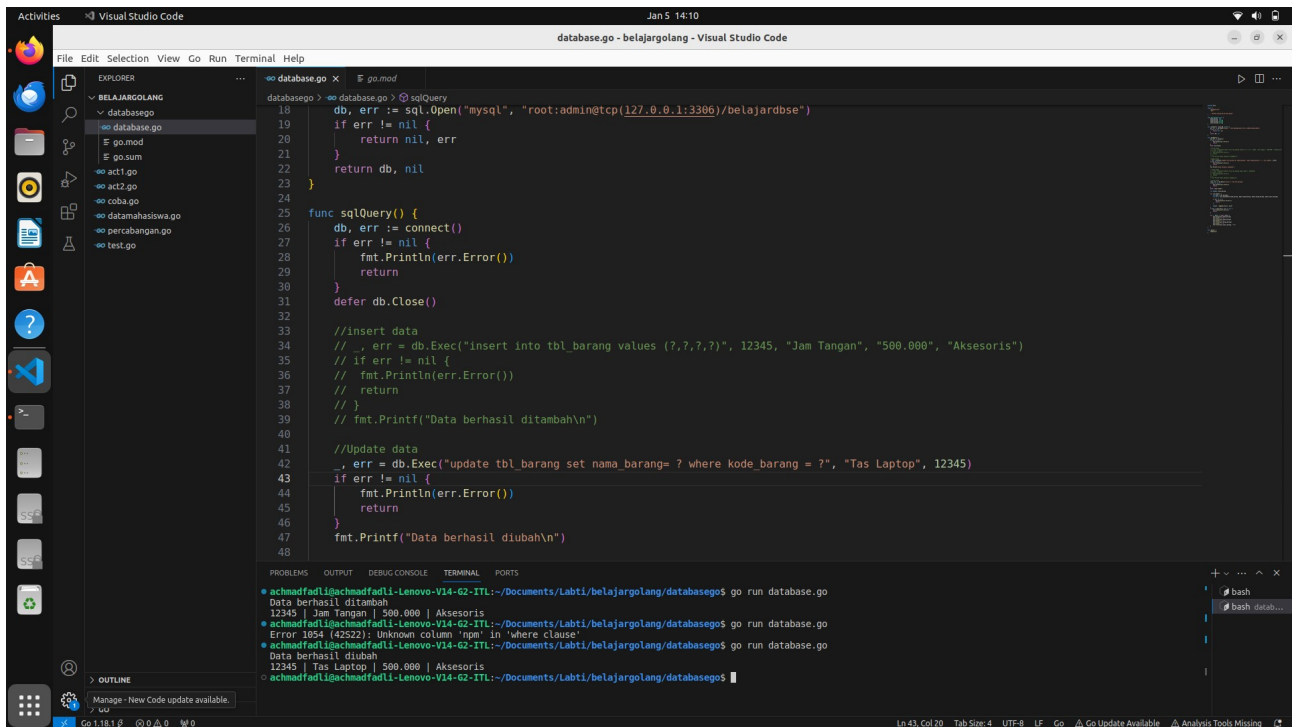 Activities
Visual Studio Code
Jan 5 14:10
database.go - belajargolang - Visual Studio Code
File Edit Selection View Go Run Terminal Help
EXPLORER
BELAJARGOLANG
databasego
database.go
go.mod
go.sum
act1.go
act2.go
coba.go
datamahasiswa.go
percabangan.go
test.go
OUTLINE
Manage - New Code update available.
database.go
go.mod
databasego > database.go > sqlQuery
18 db, err := sql.Open("mysql", "root:admin@tcp(127.0.0.1:3306)/belajardbse")
19 if err != nil {
20 return nil, err
21 }
22 return db, nil
23 }
24
25 func sqlQuery() {
26 db, err := connect()
27 if err != nil {
28 fmt.Println(err.Error())
29 return
30 }
31 defer db.Close()
32
33 //insert data
34 // _, err = db.Exec("insert into tbl_barang values (?,?,?,?)", 12345, "Jam Tangan", "500.000", "Aksesoris")
35 // if err != nil {
36 // fmt.Println(err.Error())
37 // return
38 // }
39 // fmt.Printf("Data berhasil ditambah\n")
40
41 //Update data
42 _, err = db.Exec("update tbl_barang set nama_barang= ? where kode_barang = ?", "Tas Laptop", 12345)
43 if err != nil {
44 fmt.Println(err.Error())
45 return
46 }
47 fmt.Printf("Data berhasil diubah\n")
48
PROBLEMS OUTPUT DEBUG CONSOLE TERMINAL PORTS
achmadfadli@achmadfadli-Lenovo-V14-G2-ITL:~/Documents/Labti/belajargolang/databasego$ go run database.go
Data berhasil ditambah
12345 | Jam Tangan | 500.000 | Aksesoris
achmadfadli@achmadfadli-Lenovo-V14-G2-ITL:~/Documents/Labti/belajargolang/databasego$ go run database.go
Error 1054 (42S22): Unknown column 'npm' in 'where clause'
achmadfadli@achmadfadli-Lenovo-V14-G2-ITL:~/Documents/Labti/belajargolang/databasego$ go run database.go
Data berhasil diubah
12345 | Tas Laptop | 500.000 | Aksesoris
achmadfadli@achmadfadli-Lenovo-V14-G2-ITL:~/Documents/Labti/belajargolang/databasego$
bash
bash datab...
Go 1.18.1 0 0 0
Ln 43, Col 20 Tab Size: 4 UTF-8 LF Go Go Update Available Analysis Tools Missing